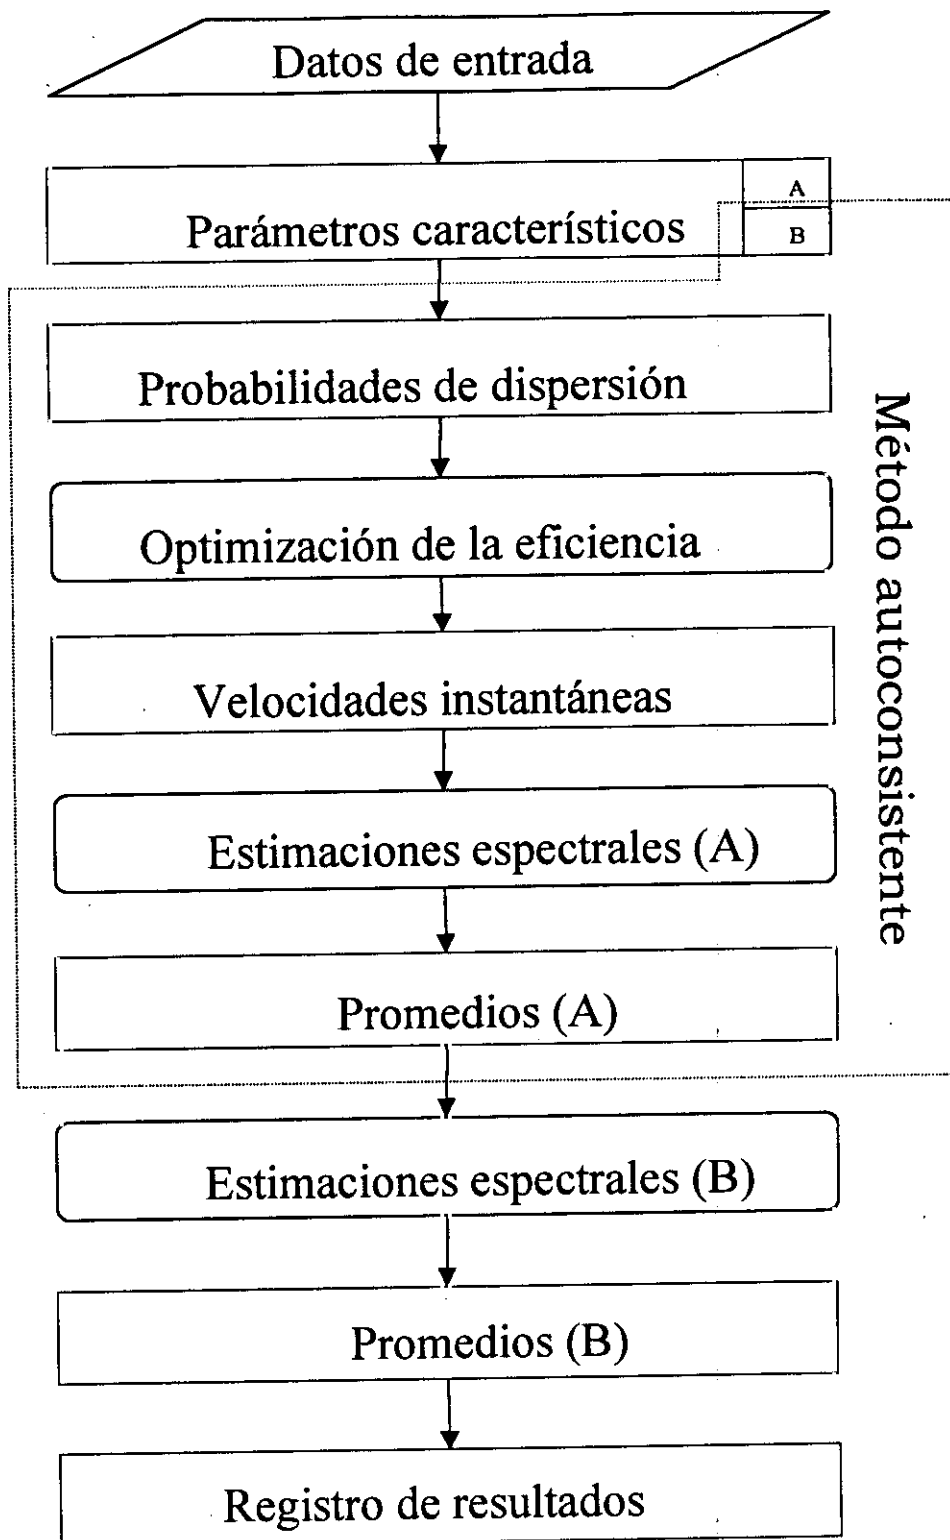 Datos de entrada
Parámetros característicos
A
B
Probabilidades de dispersión
Optimización de la eficiencia
Velocidades instantáneas
Estimaciones espectrales (A)
Promedios (A)
Método autoconsistente
Estimaciones espectrales (B)
Promedios (B)
Registro de resultados